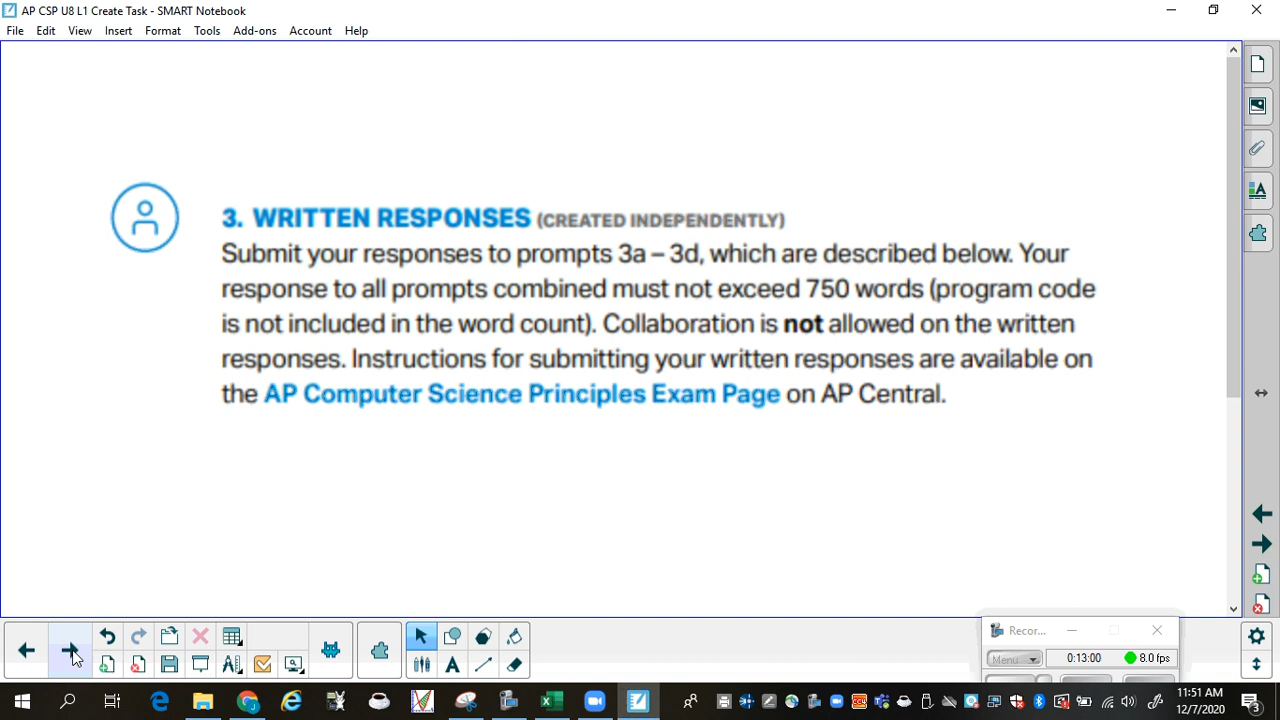 AP CSP U8 L1 Create Task - SMART Notebook
File Edit View Insert Format Tools Add-ons Account Help
3. WRITTEN RESPONSES (CREATED INDEPENDENTLY)
Submit your responses to prompts 3a – 3d, which are described below. Your
response to all prompts combined must not exceed 750 words (program code
is not included in the word count). Collaboration is not allowed on the written
responses. Instructions for submitting your written responses are available on
the AP Computer Science Principles Exam Page on AP Central.
Recor...
Menu 0:13:00 8.0 fps
11:51 AM
12/7/2020
3